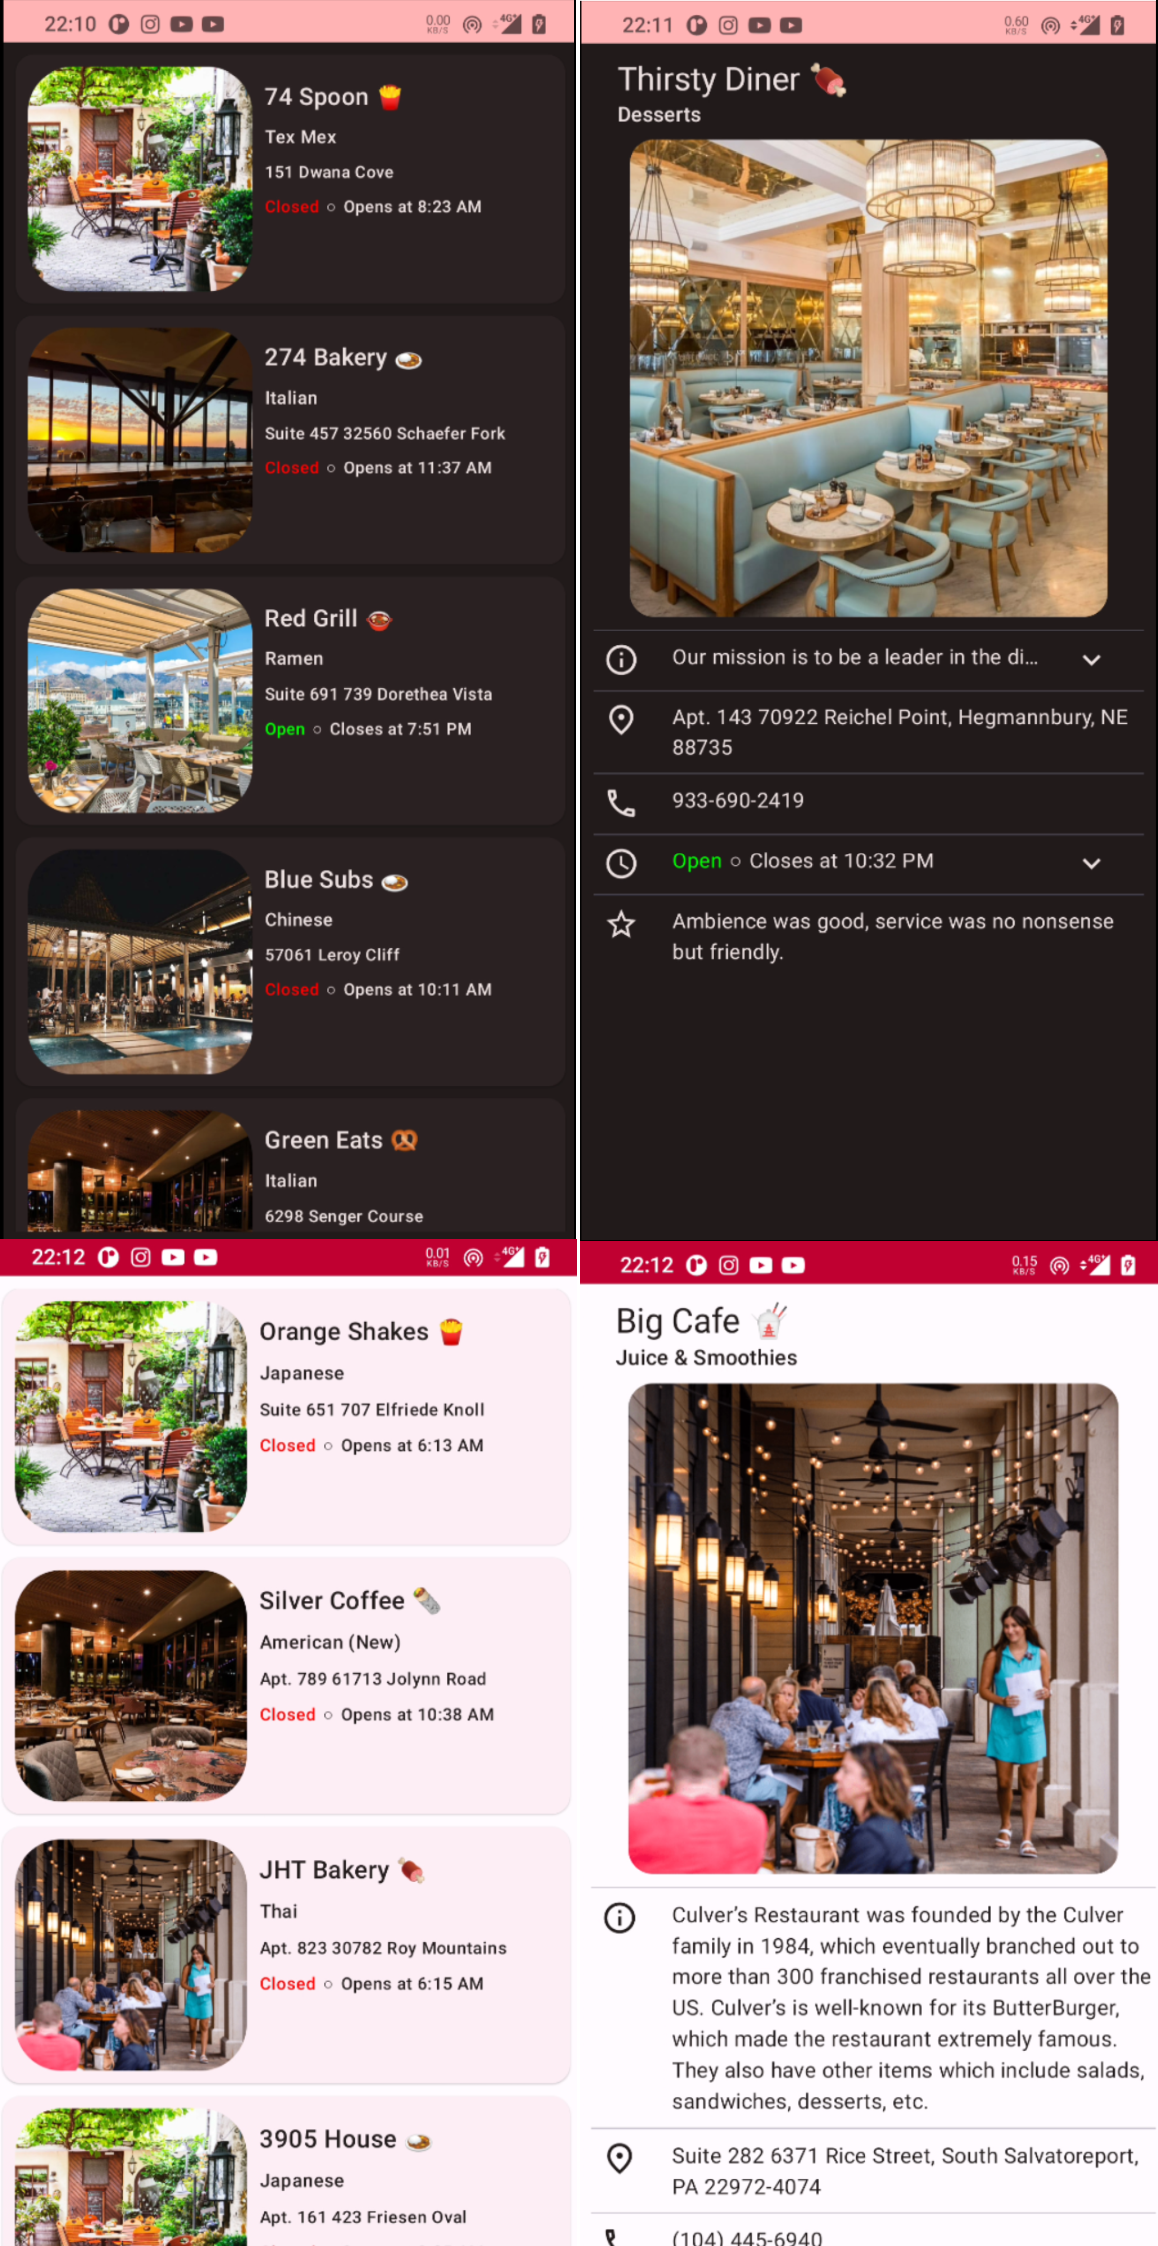 22:10
0.00
KB/S
4G+
74 Spoon
Tex Mex
151 Dwana Cove
Closed ○ Opens at 8:23 AM
274 Bakery
Italian
Suite 457 32560 Schaefer Fork
Closed ○ Opens at 11:37 AM
Red Grill
Ramen
Suite 691 739 Dorethea Vista
Open ○ Closes at 7:51 PM
Blue Subs
Chinese
57061 Leroy Cliff
Closed ○ Opens at 10:11 AM
Green Eats
Italian
6298 Senger Course
22:11
0.60
KB/S
4G+
Thirsty Diner
Desserts
Our mission is to be a leader in the di...
Apt. 143 70922 Reichel Point, Hegmannbury, NE
88735
933-690-2419
Open ○ Closes at 10:32 PM
Ambience was good, service was no nonsense
but friendly.
22:12
0.01
KB/S
4G+
Orange Shakes
Japanese
Suite 651 707 Elfriede Knoll
Closed ○ Opens at 6:13 AM
Silver Coffee
American (New)
Apt. 789 61713 Jolynn Road
Closed ○ Opens at 10:38 AM
JHT Bakery
Thai
Apt. 823 30782 Roy Mountains
Closed ○ Opens at 6:15 AM
3905 House
Japanese
Apt. 161 423 Friesen Oval
22:12
0.15
KB/S
4G+
Big Cafe
Juice & Smoothies
Culver’s Restaurant was founded by the Culver
family in 1984, which eventually branched out to
more than 300 franchised restaurants all over the
US. Culver’s is well-known for its ButterBurger,
which made the restaurant extremely famous.
They also have other items which include salads,
sandwiches, desserts, etc.
Suite 282 6371 Rice Street, South Salvatoreport,
PA 22972-4074
(104) 445-6940